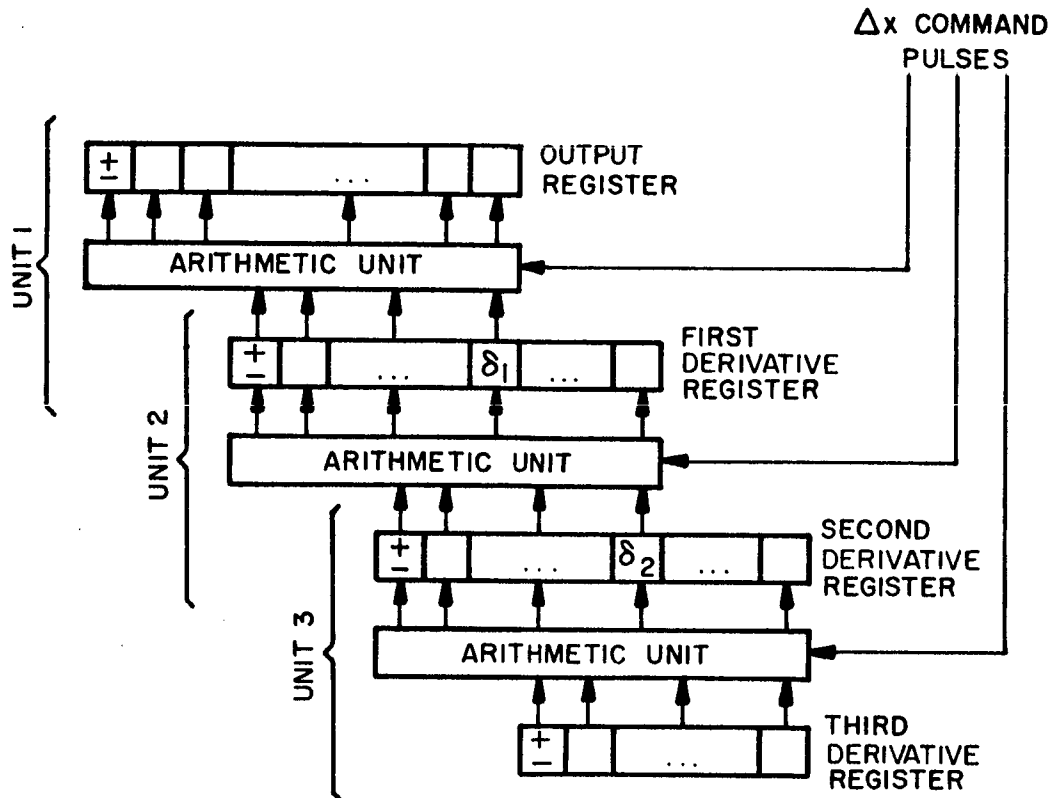 Δx COMMAND
PULSES
UNIT 1
±
...
OUTPUT
REGISTER
ARITHMETIC UNIT
UNIT 2
±
...
δ1
...
FIRST
DERIVATIVE
REGISTER
ARITHMETIC UNIT
UNIT 3
±
...
δ2
...
SECOND
DERIVATIVE
REGISTER
ARITHMETIC UNIT
±
...
THIRD
DERIVATIVE
REGISTER